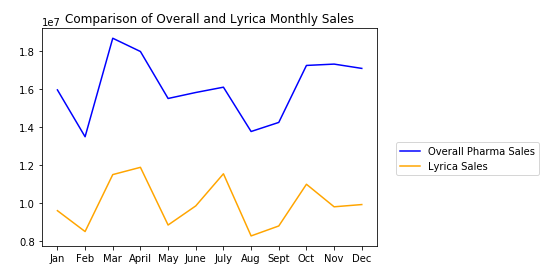 Comparison of Overall and Lyrica Monthly Sales
1e7
1.8
1.6
1.4
1.2
1.0
0.8
Jan Feb Mar April May June July Aug Sept Oct Nov Dec
Overall Pharma Sales
Lyrica Sales